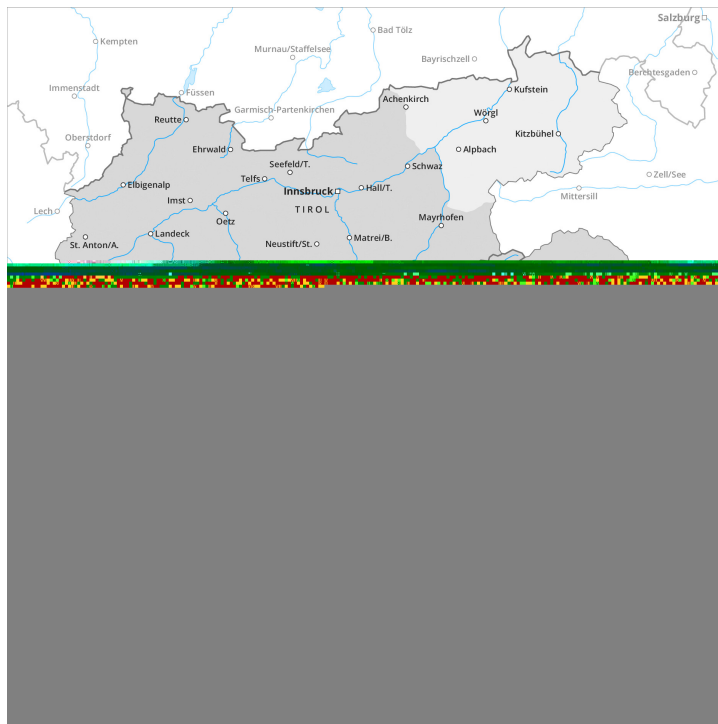 Salzburg
Bad Tölz
Kempten
Murnau/Staffelsee
Bayrischzell
Berchtesgaden
Immenstadt
Füssen
Kufstein
Achenkirch
Garmisch-Partenkirchen
Wörgl
Reutte
Oberstdorf
Kitzbühel
Ehrwald
Alpbach
Seefeld/T.
Schwaz
Zell/See
Telfs
Elbigenalp
Innsbruck
Hall/T.
Mittersill
Imst
Lech
TIROL
Oetz
Mayrhofen
Landeck
Matrei/B.
St. Anton/A.
Neustift/St.